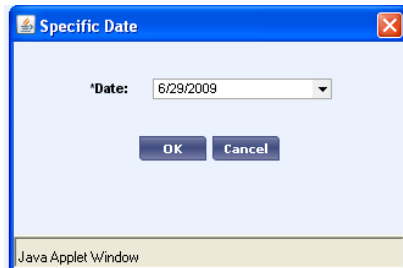 Specific Date
*Date: 6/29/2009
OK Cancel
Java Applet Window